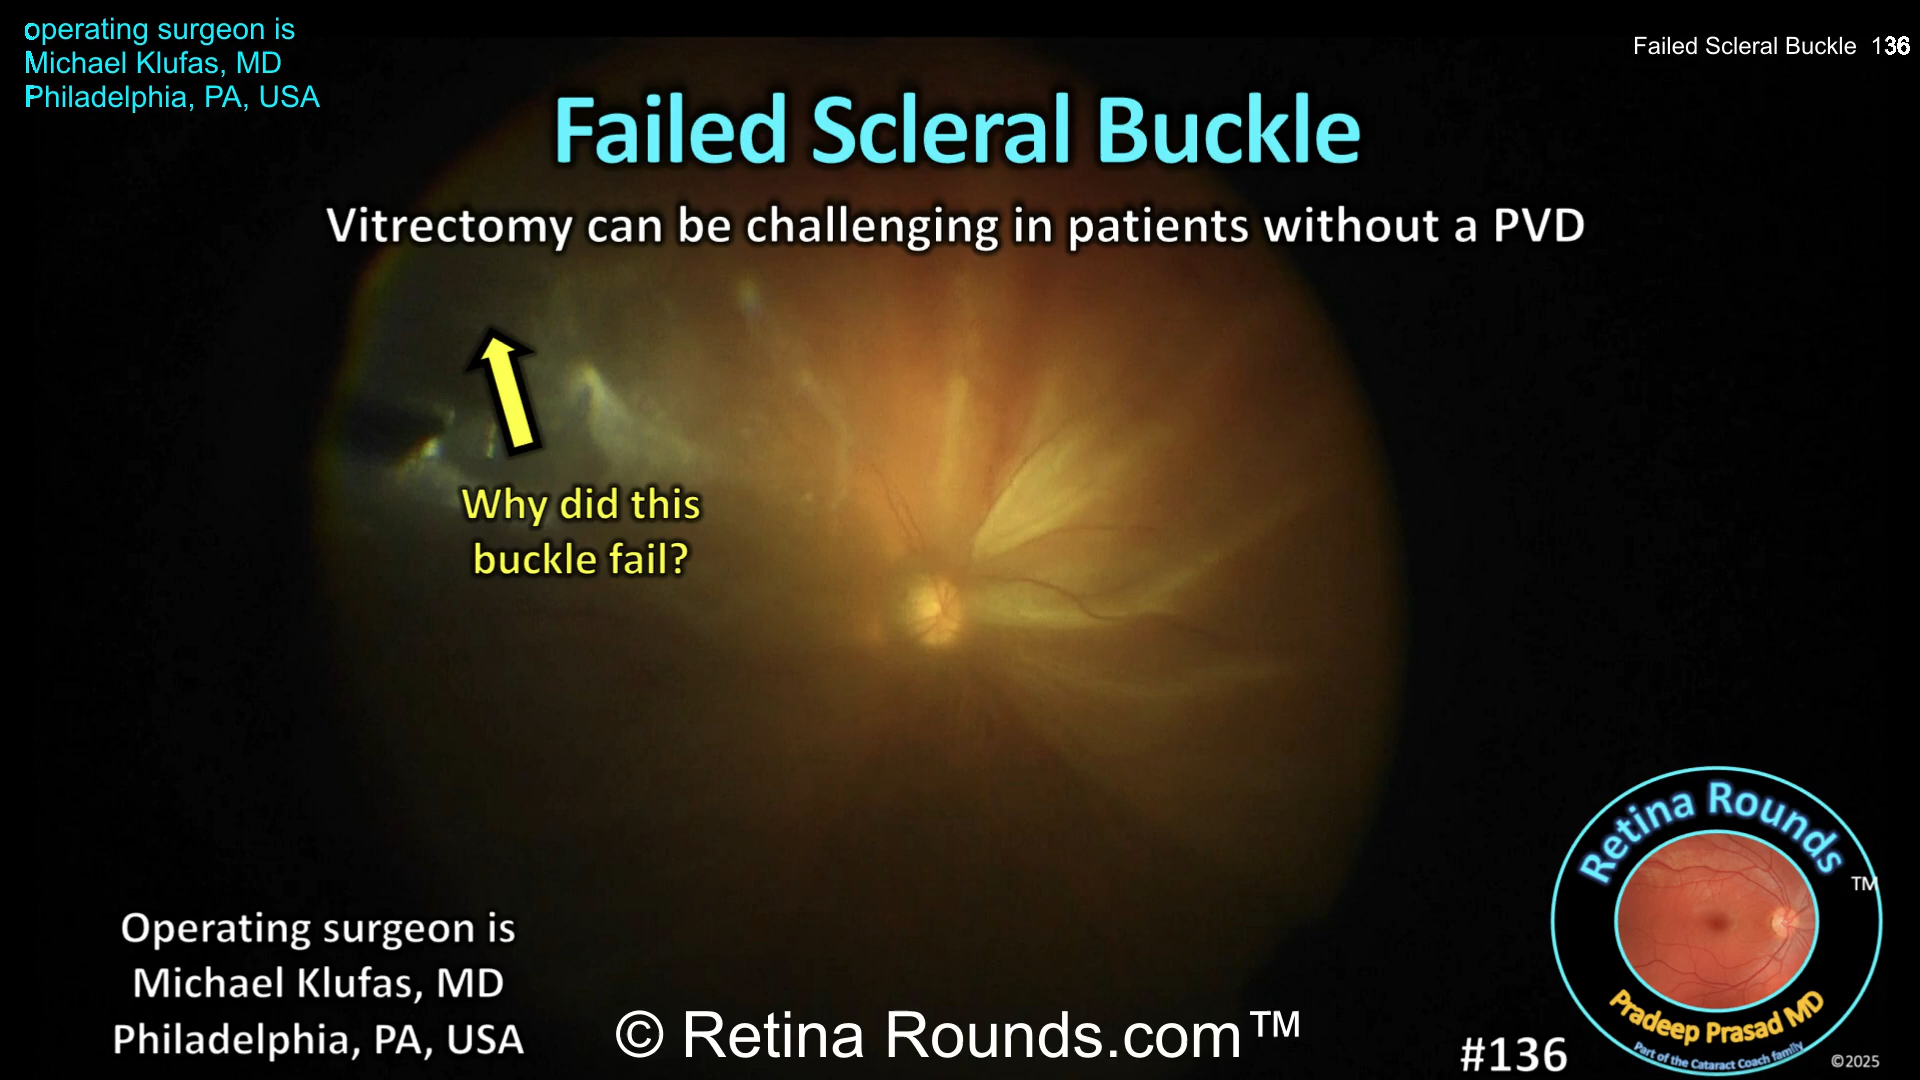 operating surgeon is
Michael Klufas, MD
Philadelphia, PA, USA
Failed Scleral Buckle 136
Failed Scleral Buckle
Vitrectomy can be challenging in patients without a PVD
Why did this
buckle fail?
Operating surgeon is
Michael Klufas, MD
Philadelphia, PA, USA
© Retina Rounds.com™
#136
Retina Rounds
TM
Pradeep Prasad MD
Part of the Cataract Coach family
©2025